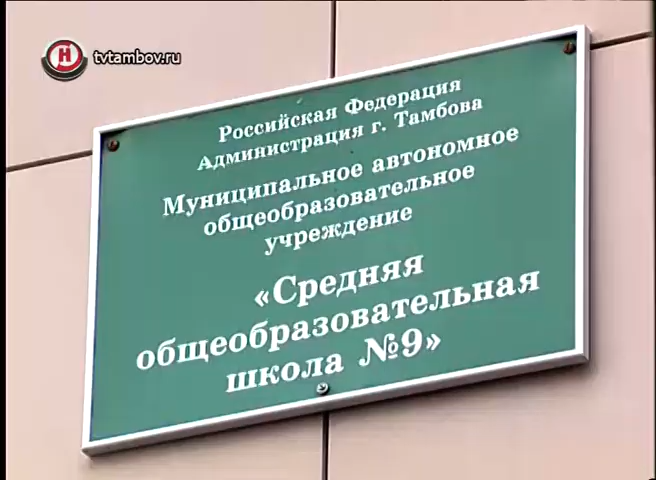 tvtambov.ru
Российская Федерация
Администрация г. Тамбова
Муниципальное автономное
общеобразовательное
учреждение
«Средняя
общеобразовательная
школа №9»